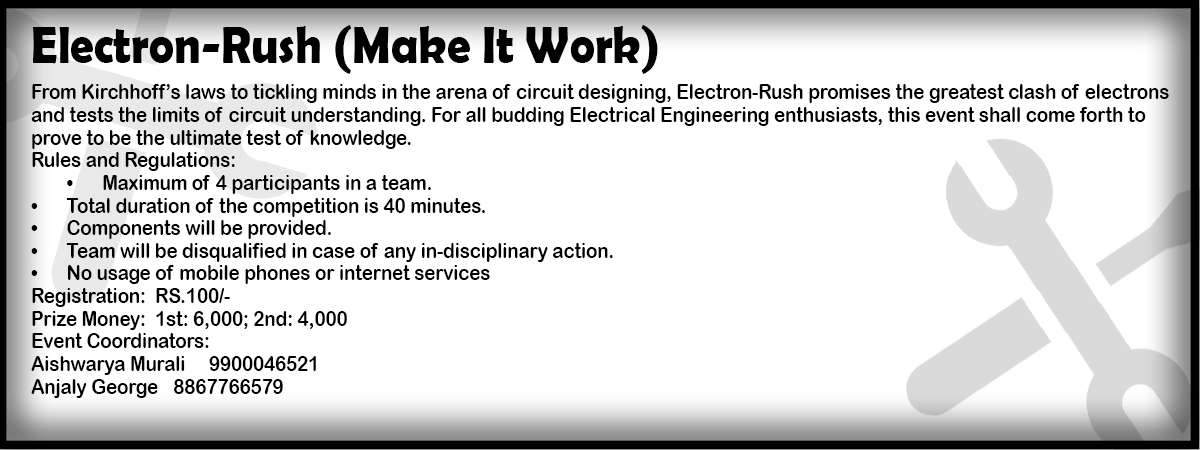 Electron-Rush (Make It Work)
From Kirchhoff's laws to tickling minds in the arena of circuit designing, Electron-Rush promises the greatest clash of electrons
and tests the limits of circuit understanding. For all budding Electrical Engineering enthusiasts, this event shall come forth to
prove to be the ultimate test of knowledge.
Rules and Regulations:
• Maximum of 4 participants in a team.
• Total duration of the competition is 40 minutes.
• Components will be provided.
• Team will be disqualified in case of any in-disciplinary action.
• No usage of mobile phones or internet services
Registration: RS.100/-
Prize Money: 1st: 6,000; 2nd: 4,000
Event Coordinators:
Aishwarya Murali 9900046521
Anjaly George 8867766579